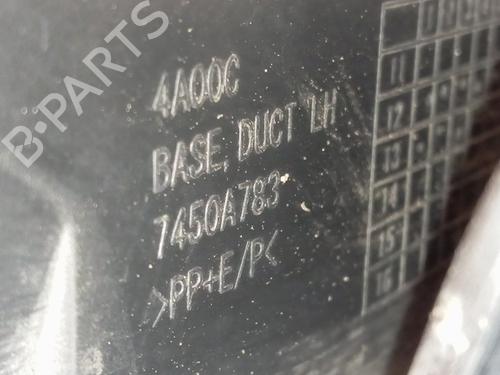 B-PARTS
4A00C
BASE, DUCT LH
7450A783
>PP+E/P<
11
12
13
14
15
16